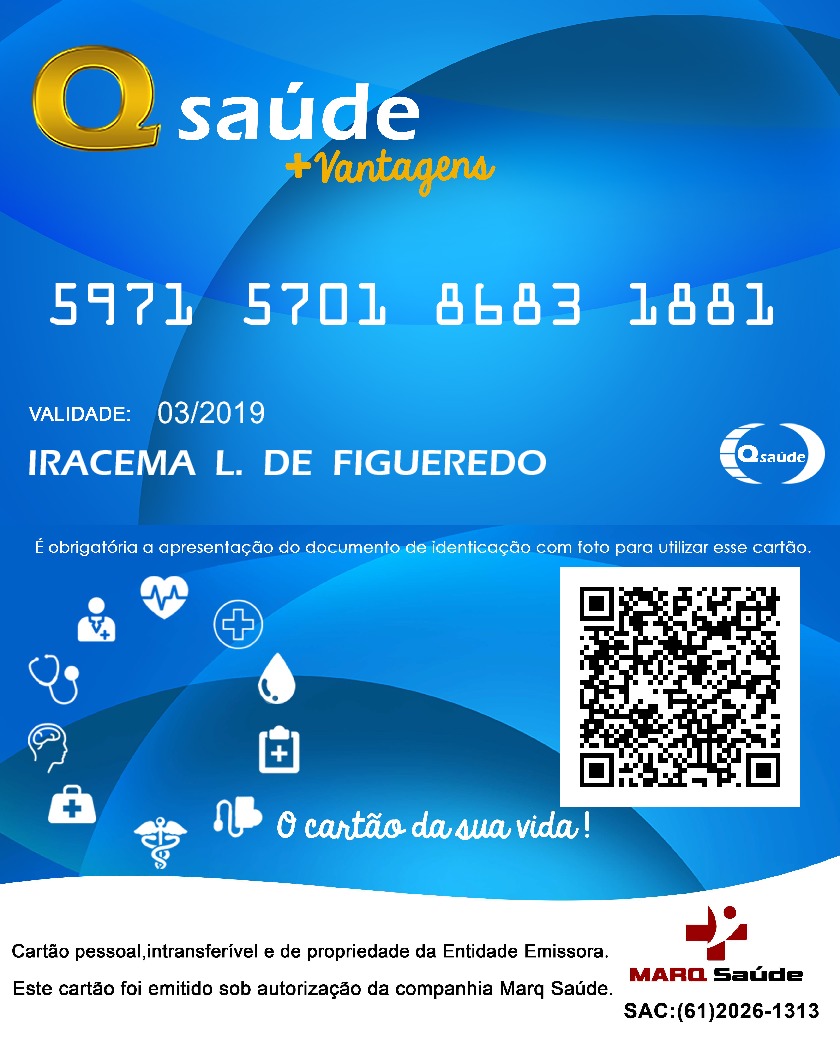 Q saúde
+Vantagens
5971 5701 8683 1881
VALIDADE: 03/2019
IRACEMA L. DE FIGUEREDO
Qsaúde
É obrigatória a apresentação do documento de identicação com foto para utilizar esse cartão.
O cartão da sua vida!
Cartão pessoal,intransferível e de propriedade da Entidade Emissora.
MARQ Saúde
Este cartão foi emitido sob autorização da companhia Marq Saúde.
SAC:(61)2026-1313